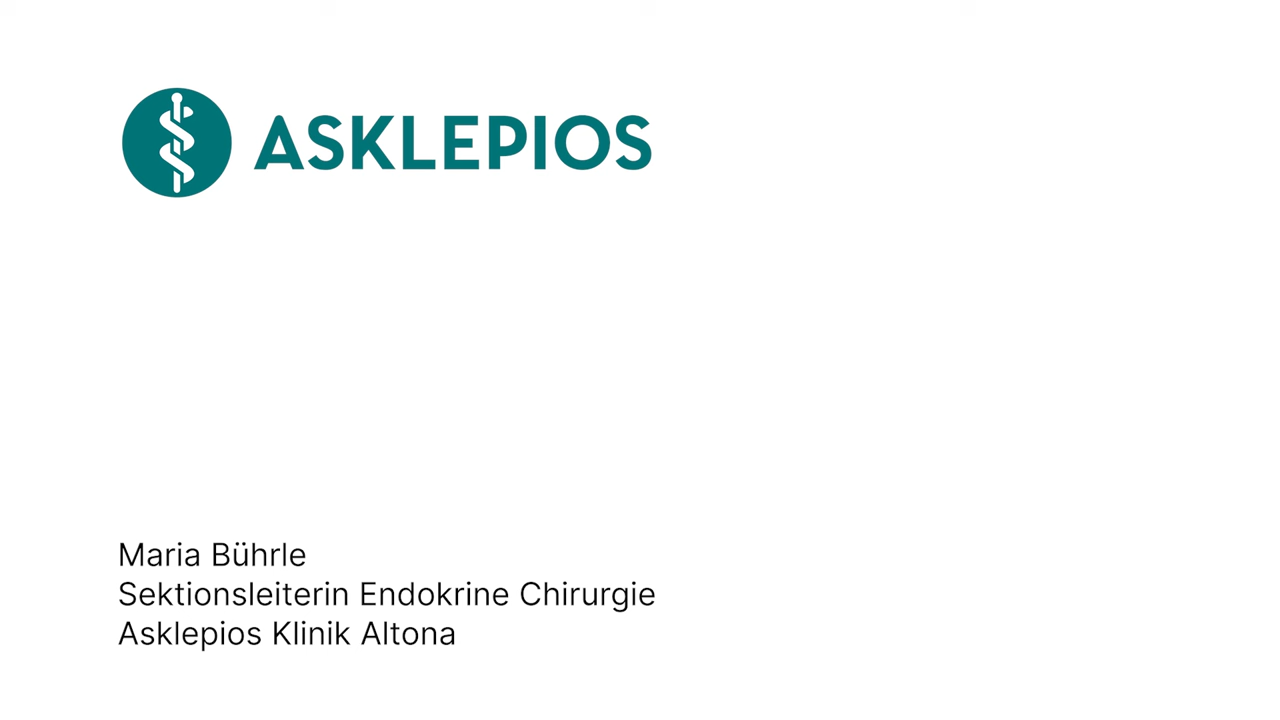 ASKLEPIOS
Maria Bührle
Sektionsleiterin Endokrine Chirurgie
Asklepios Klinik Altona